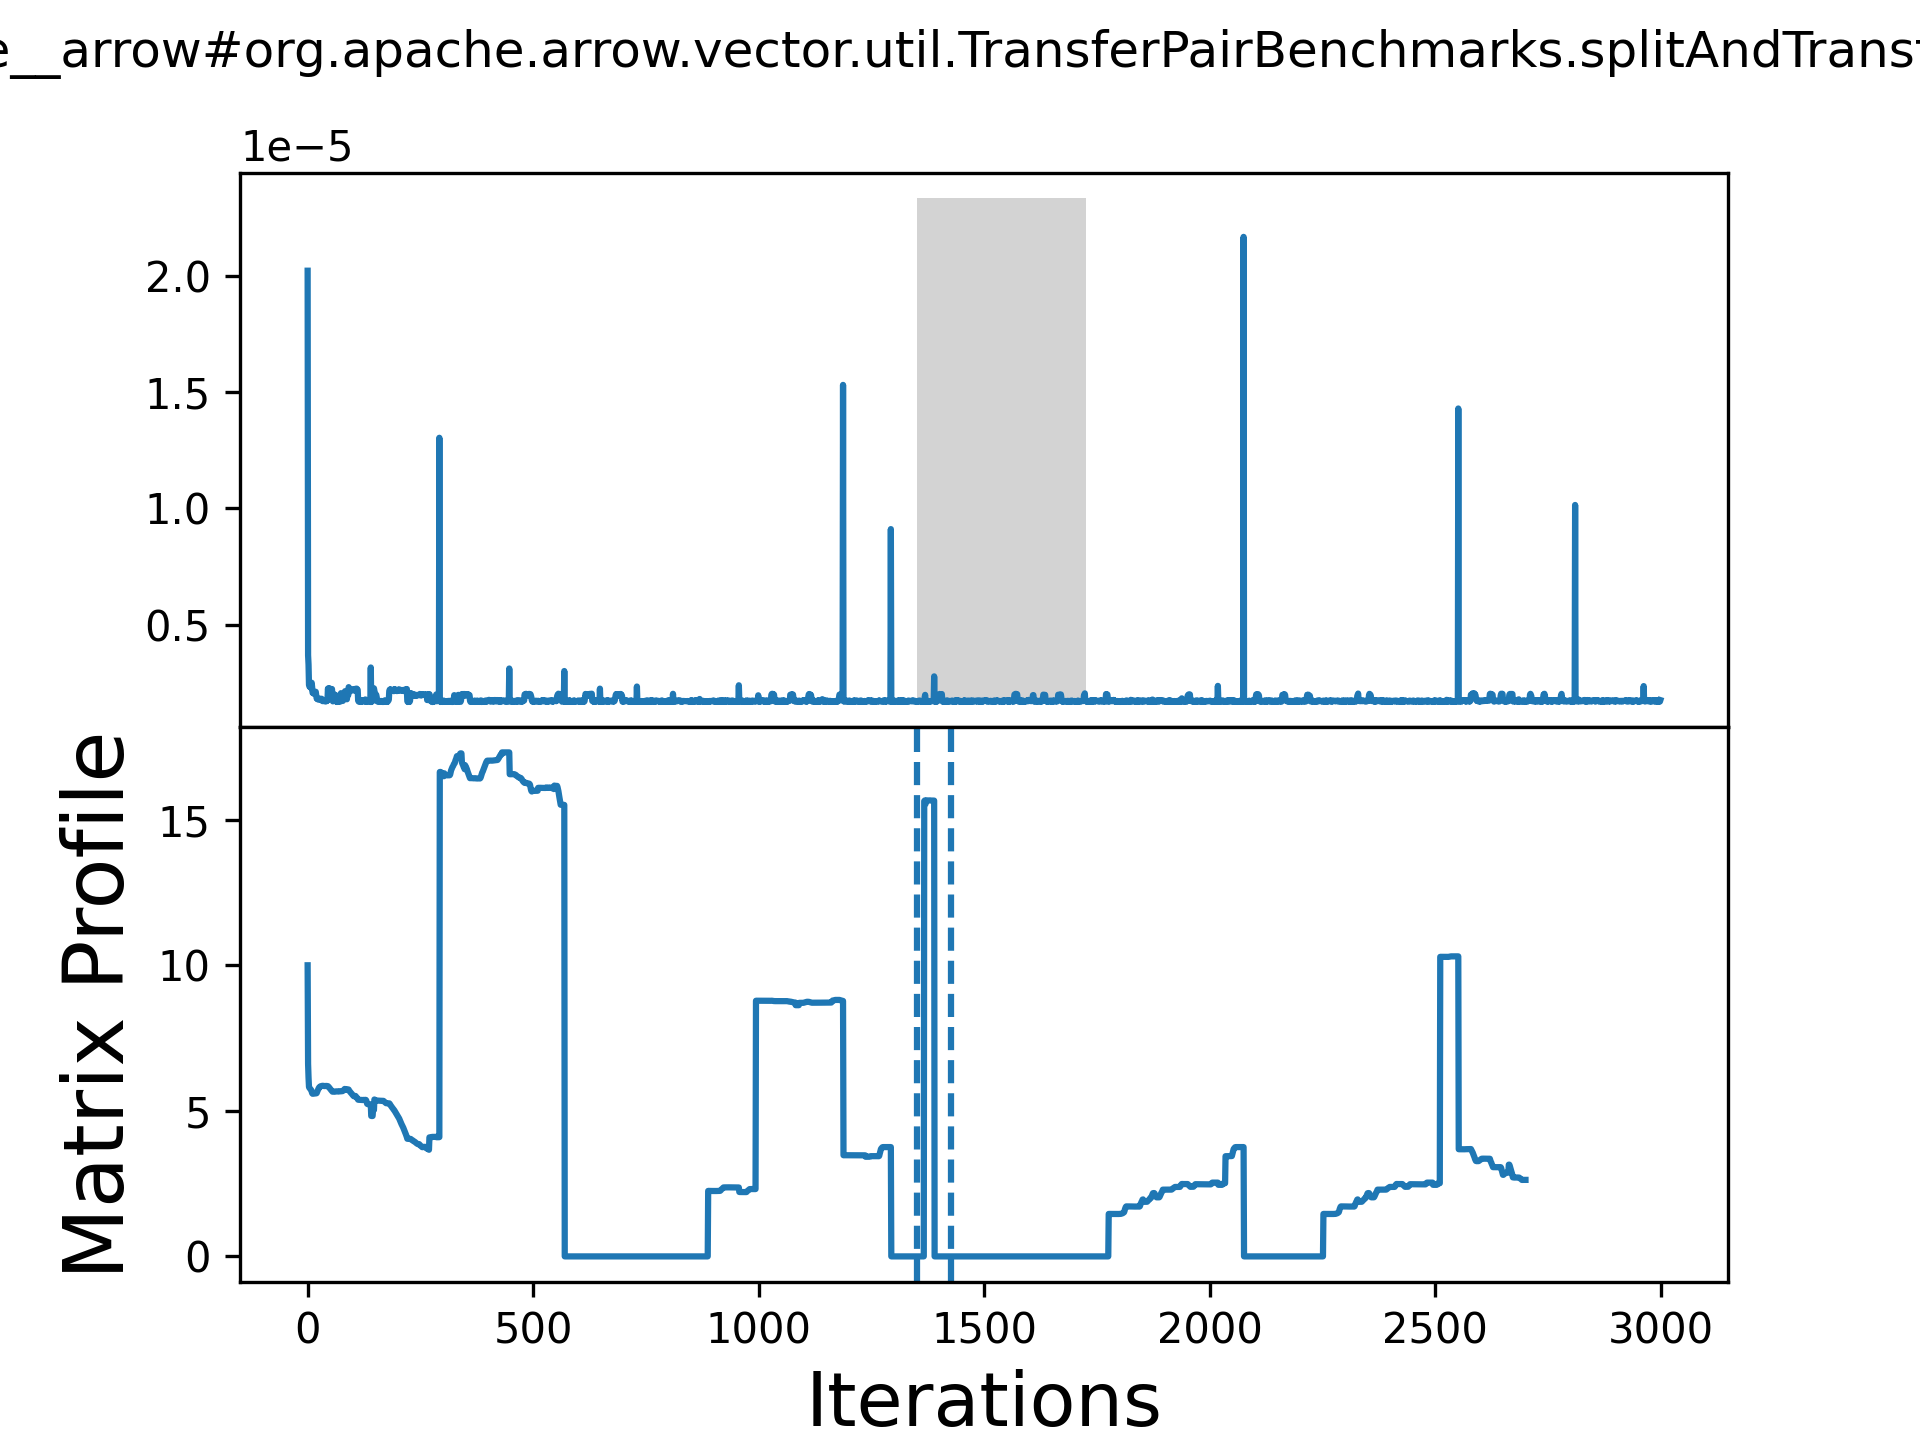 e__arrow#org.apache.arrow.vector.util.TransferPairBenchmarks.splitAndTrans
1e−5
2.0
1.5
1.0
0.5
Matrix Profile
15
10
5
0
0 500 1000 1500 2000 2500 3000
Iterations